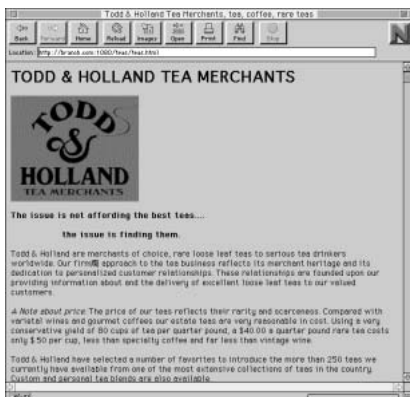 Todd & Holland Tea Merchants, tea, coffee, rare teas
Back Forward Home Reload Images Open Print Find Stop
Location: http://branch.com:1080/teas/teas.html
TODD & HOLLAND TEA MERCHANTS
TODD
&
HOLLAND
TEA MERCHANTS
The issue is not affording the best teas....
the issue is finding them.
Todd & Holland are merchants of choice, rare loose leaf teas to serious tea drinkers
worldwide. Our approach to the tea business reflects its merchant heritage and its
dedication to personalized customer relationships. These relationships are founded upon our
providing information about and the delivery of excellent loose leaf teas to our valued
customers.
A Note about price The price of our teas reflects their rarity and scarceness. Compared with
varietal wines and gourmet coffees our estate teas are very reasonable in cost. Using a very
conservative yield of 80 cups of tea per quarter pound, a $40.00 a quarter pound rare tea costs
only $.50 per cup, less than specialty coffee and far less than vintage wine.
Todd & Holland have selected a number of favorites to introduce the more than 250 teas we
currently have available from one of the most extensive collections of teas in the country.
Custom and personal tea blends are also available.